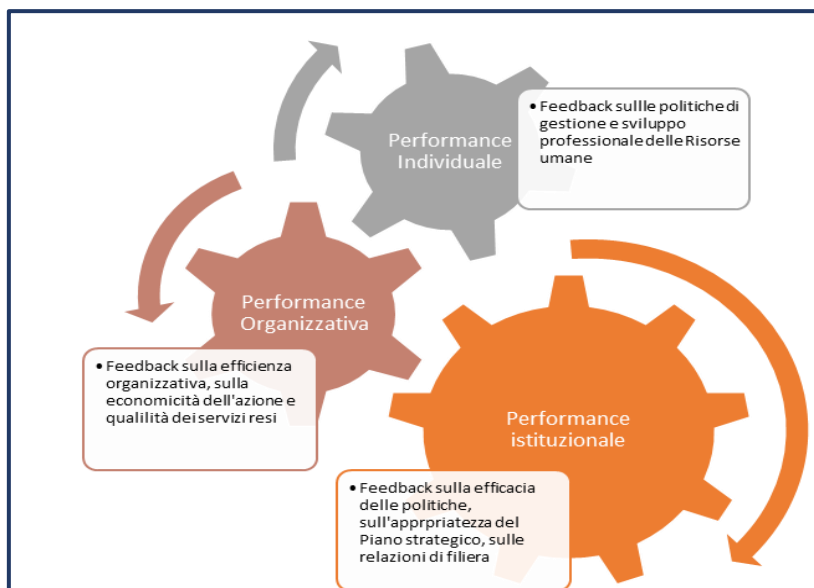 Performance
Individuale
• Feedback sullle politiche di
gestione e sviluppo
professionale delle Risorse
umane
Performance
Organizzativa
• Feedback sulla efficienza
organizzativa, sulla
economicità dell'azione e
qualilità dei servizi resi
Performance
istituzionale
• Feedback sulla efficacia
delle politiche,
sull'apprpriatezza del
Piano strategico, sulle
relazioni di filiera